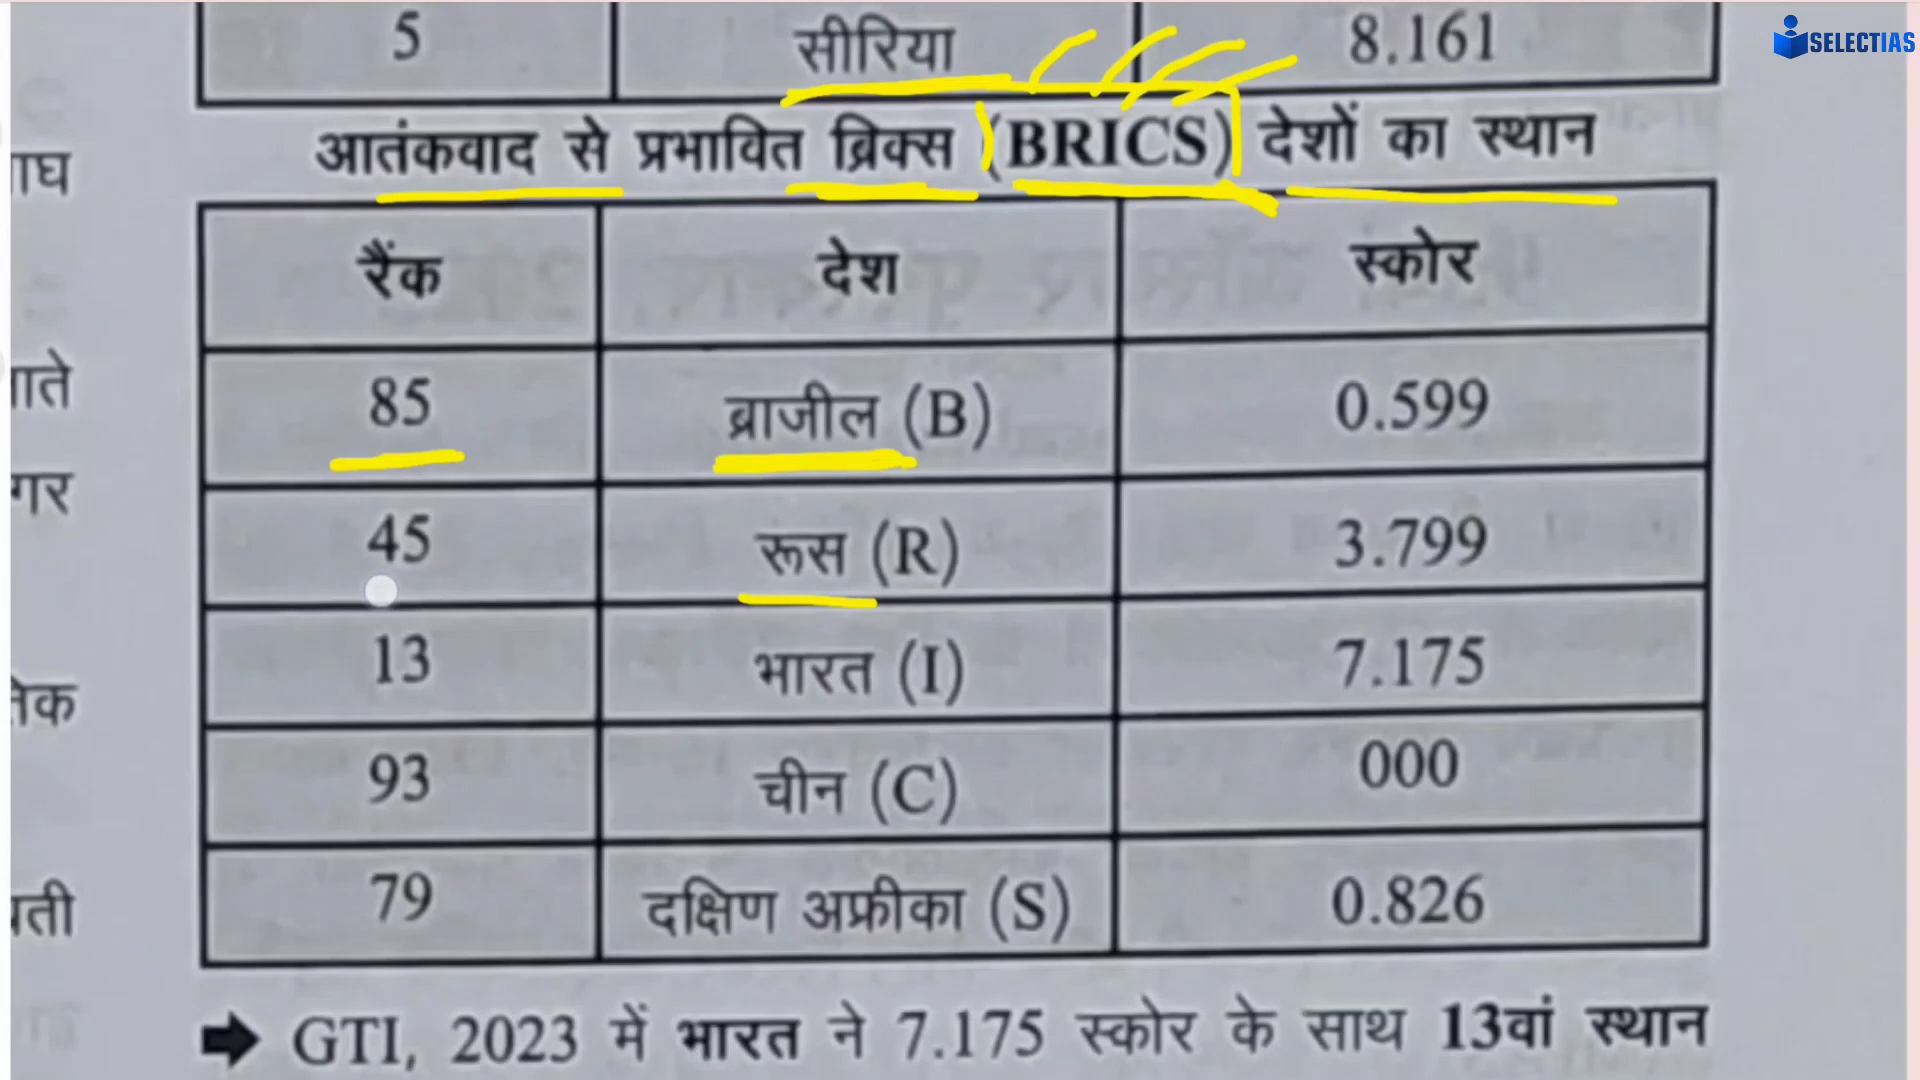 SELECTIAS
5 सीरिया 8.161
आतंकवाद से प्रभावित ब्रिक्स (BRICS) देशों का स्थान
रैंक देश स्कोर
85 ब्राजील (B) 0.599
45 रूस (R) 3.799
13 भारत (I) 7.175
93 चीन (C) 000
79 दक्षिण अफ्रीका (S) 0.826
GTI, 2023 में भारत ने 7.175 स्कोर के साथ 13वां स्थान